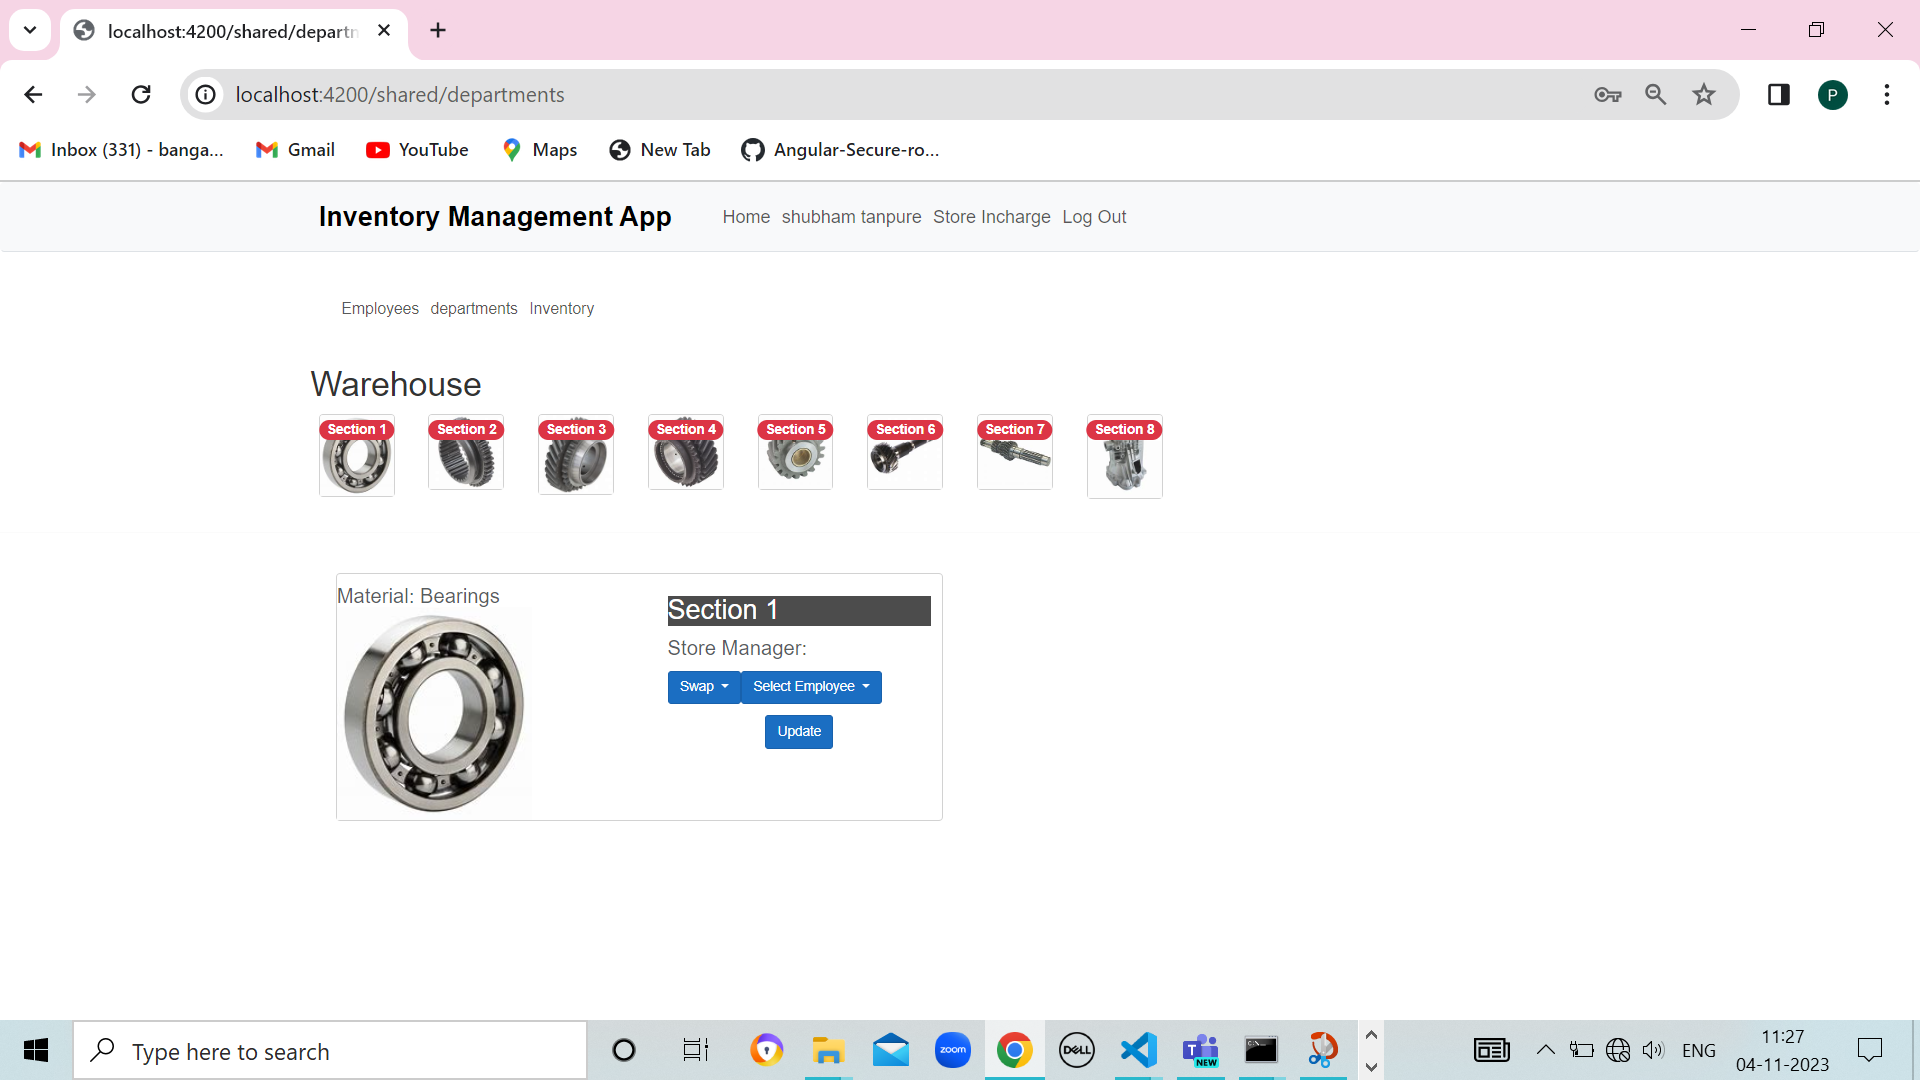 localhost:4200/shared/departm
localhost:4200/shared/departments
P
Inbox (331) - banga...
Gmail
YouTube
Maps
New Tab
Angular-Secure-ro...
Inventory Management App
Home shubham tanpure Store Incharge Log Out
Employees departments Inventory
Warehouse
Section 1 Section 2 Section 3 Section 4 Section 5 Section 6 Section 7 Section 8
Material: Bearings
Section 1
Store Manager:
Swap
Select Employee
Update
Type here to search
zoom
DELL
T
NEW
C:\
ENG
11:27
04-11-2023